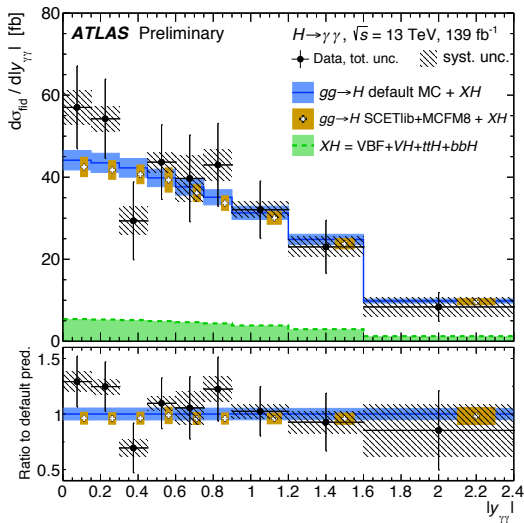 ATLAS Preliminary
H→γγ, √s = 13 TeV, 139 fb⁻¹
Data, tot. unc. syst. unc.
gg→H default MC + XH
gg→H SCETlib+MCFM8 + XH
XH = VBF+VH+ttH+bbH
dσ_fid / d|y_γγ| [fb]
80
60
40
20
0
Ratio to default pred.
1.5
1
0.5
0 0.2 0.4 0.6 0.8 1 1.2 1.4 1.6 1.8 2 2.2 2.4
|y_γγ|